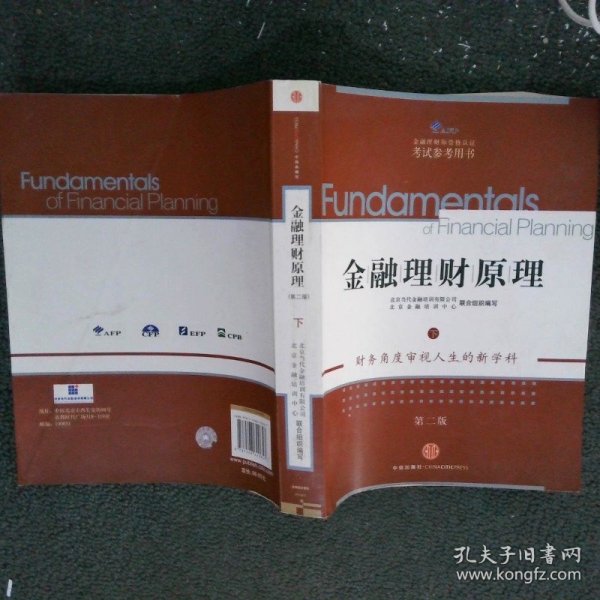 Fundamentals
of Financial Planning
AFP
CFP
EFP
CPB
金融理财原理
(第二版)
下
北京当代金融培训有限公司
北京金融培训中心
联合组织编写
AFP
金融理财师资格认证
考试参考用书
Fundamentals
of Financial Planning
金融理财原理
北京当代金融培训有限公司
北京金融培训中心
联合组织编写
下
财务角度审视人生的新学科
第二版
中信出版社·CHINA CITIC PRESS
孔夫子旧书网
www.kongfz.com